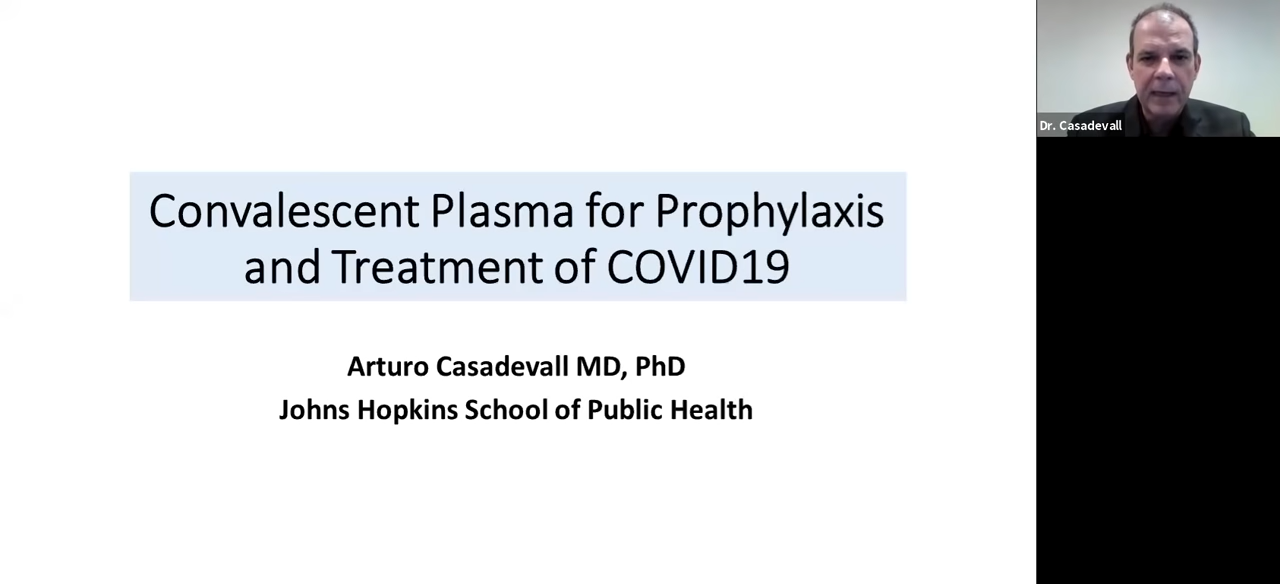 Convalescent Plasma for Prophylaxis
and Treatment of COVID19
Arturo Casadevall MD, PhD
Johns Hopkins School of Public Health
Dr. Casadevall